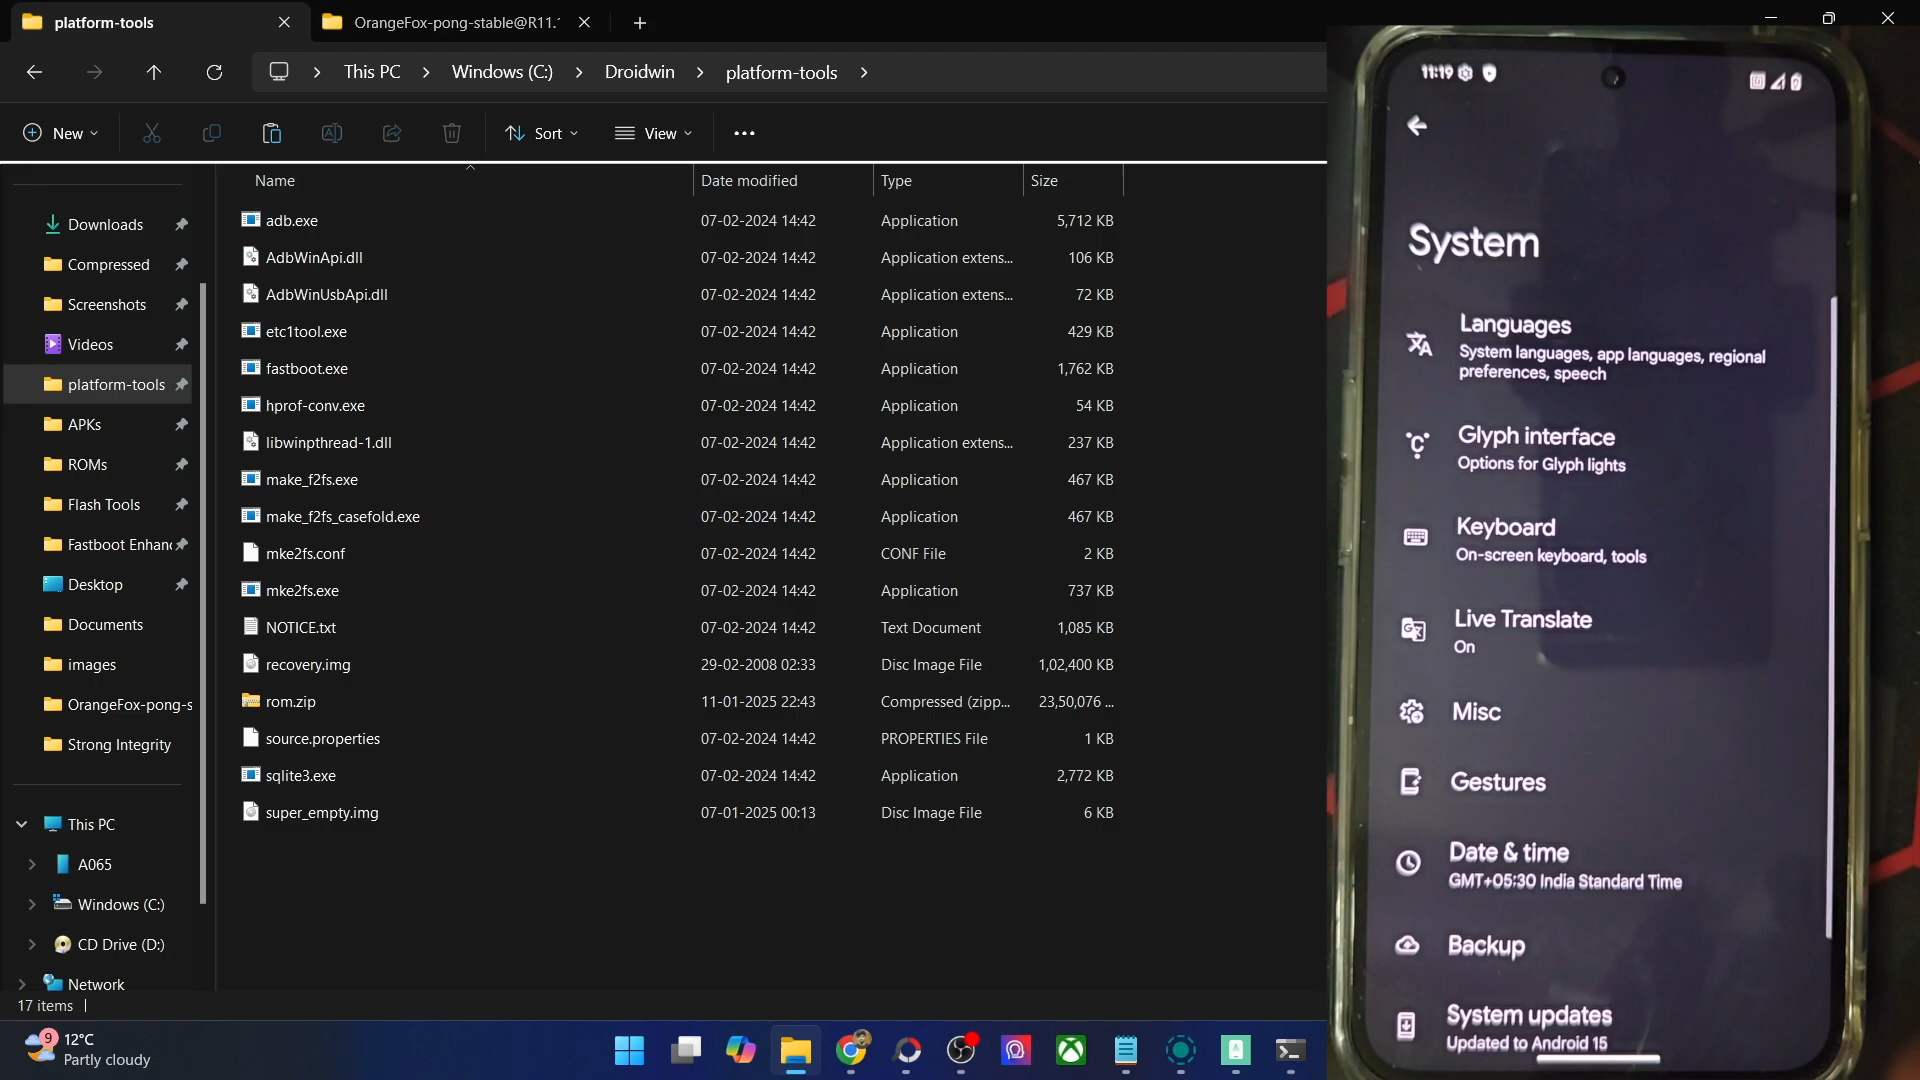 platform-tools
OrangeFox-pong-stable@R11.
This PC
Windows (C:)
Droidwin
platform-tools
New
Sort
View
Name
Date modified
Type
Size
Downloads
Compressed
Screenshots
Videos
platform-tools
APKs
ROMs
Flash Tools
Fastboot Enhanc
Desktop
Documents
images
OrangeFox-pong-s
Strong Integrity
This PC
A065
Windows (C:)
CD Drive (D:)
Network
adb.exe 07-02-2024 14:42 Application 5,712 KB
AdbWinApi.dll 07-02-2024 14:42 Application extens... 106 KB
AdbWinUsbApi.dll 07-02-2024 14:42 Application extens... 72 KB
etc1tool.exe 07-02-2024 14:42 Application 429 KB
fastboot.exe 07-02-2024 14:42 Application 1,762 KB
hprof-conv.exe 07-02-2024 14:42 Application 54 KB
libwinpthread-1.dll 07-02-2024 14:42 Application extens... 237 KB
make_f2fs.exe 07-02-2024 14:42 Application 467 KB
make_f2fs_casefold.exe 07-02-2024 14:42 Application 467 KB
mke2fs.conf 07-02-2024 14:42 CONF File 2 KB
mke2fs.exe 07-02-2024 14:42 Application 737 KB
NOTICE.txt 07-02-2024 14:42 Text Document 1,085 KB
recovery.img 29-02-2008 02:33 Disc Image File 1,02,400 KB
rom.zip 11-01-2025 22:43 Compressed (zipp... 23,50,076 ...
source.properties 07-02-2024 14:42 PROPERTIES File 1 KB
sqlite3.exe 07-02-2024 14:42 Application 2,772 KB
super_empty.img 07-01-2025 00:13 Disc Image File 6 KB
17 items
9
12°C
Partly cloudy
11:19
System
Languages
System languages, app languages, regional
preferences, speech
Glyph interface
Options for Glyph lights
Keyboard
On-screen keyboard, tools
Live Translate
On
Misc
Gestures
Date & time
GMT+05:30 India Standard Time
Backup
System updates
Updated to Android 15